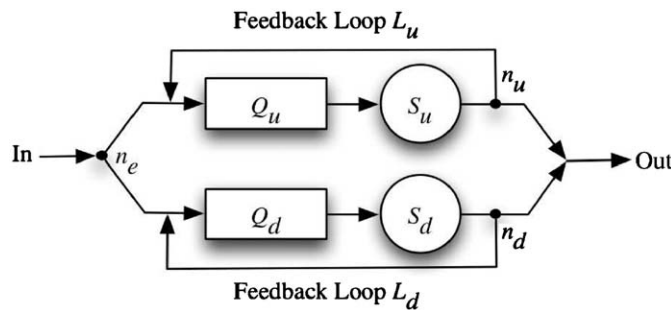 Feedback Loop L_u
n_u
Q_u
S_u
In
n_e
Out
Q_d
S_d
n_d
Feedback Loop L_d